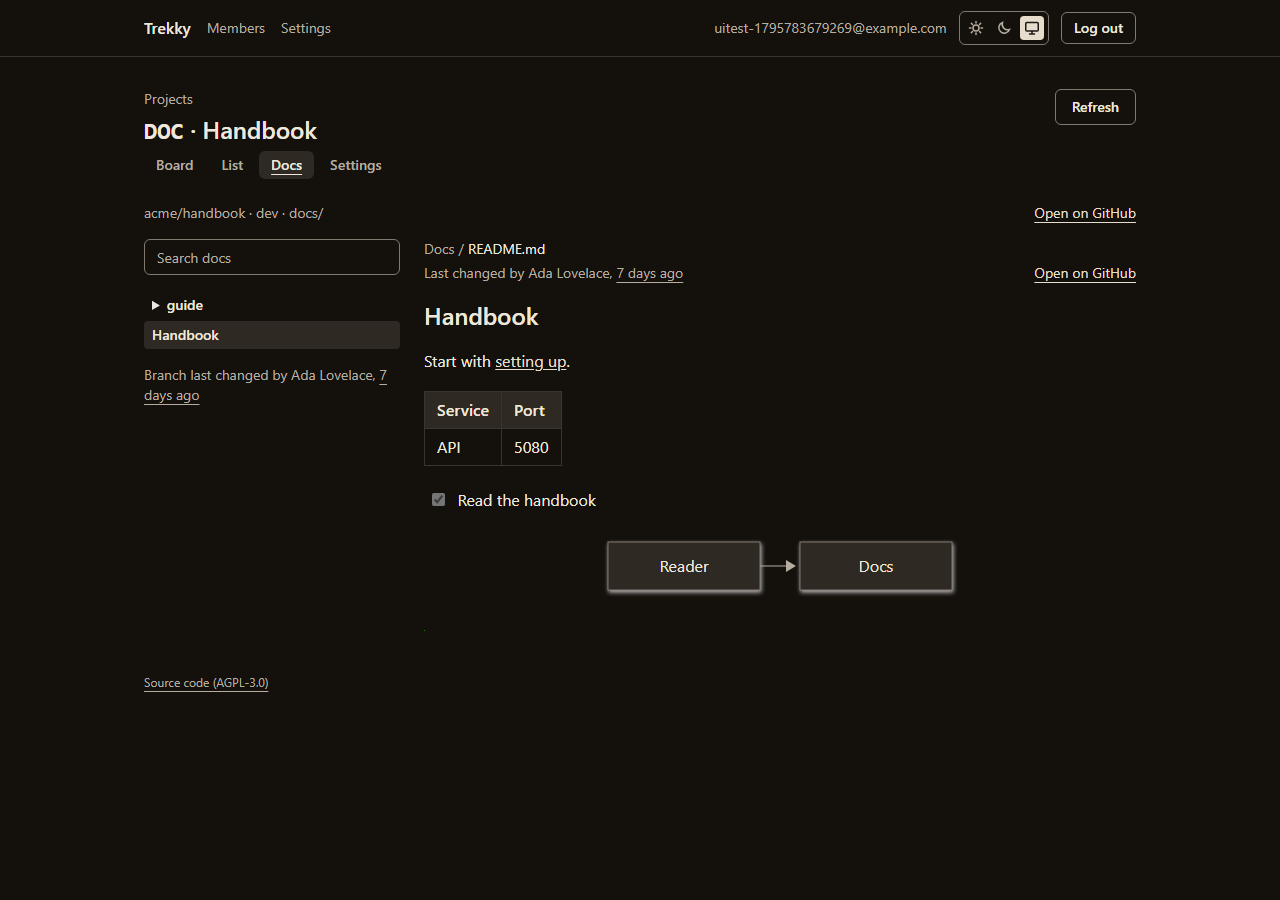 Trekky Members Settings uitest-1795783679269@example.com Log out
Projects
Refresh
DOC · Handbook
Board List Docs Settings
acme/handbook · dev · docs/ Open on GitHub
Search docs
guide
Handbook
Branch last changed by Ada Lovelace, 7
days ago
Docs / README.md
Last changed by Ada Lovelace, 7 days ago Open on GitHub
Handbook
Start with setting up.
Service Port
API 5080
Read the handbook
Reader Docs
Source code (AGPL-3.0)